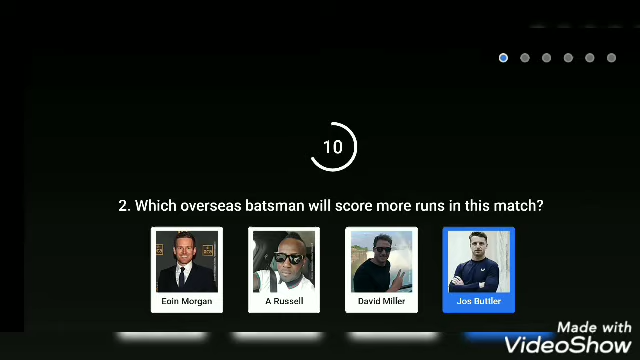 10
2. Which overseas batsman will score more runs in this match?
Eoin Morgan
A Russell
David Miller
Jos Buttler
Made with
VideoShow